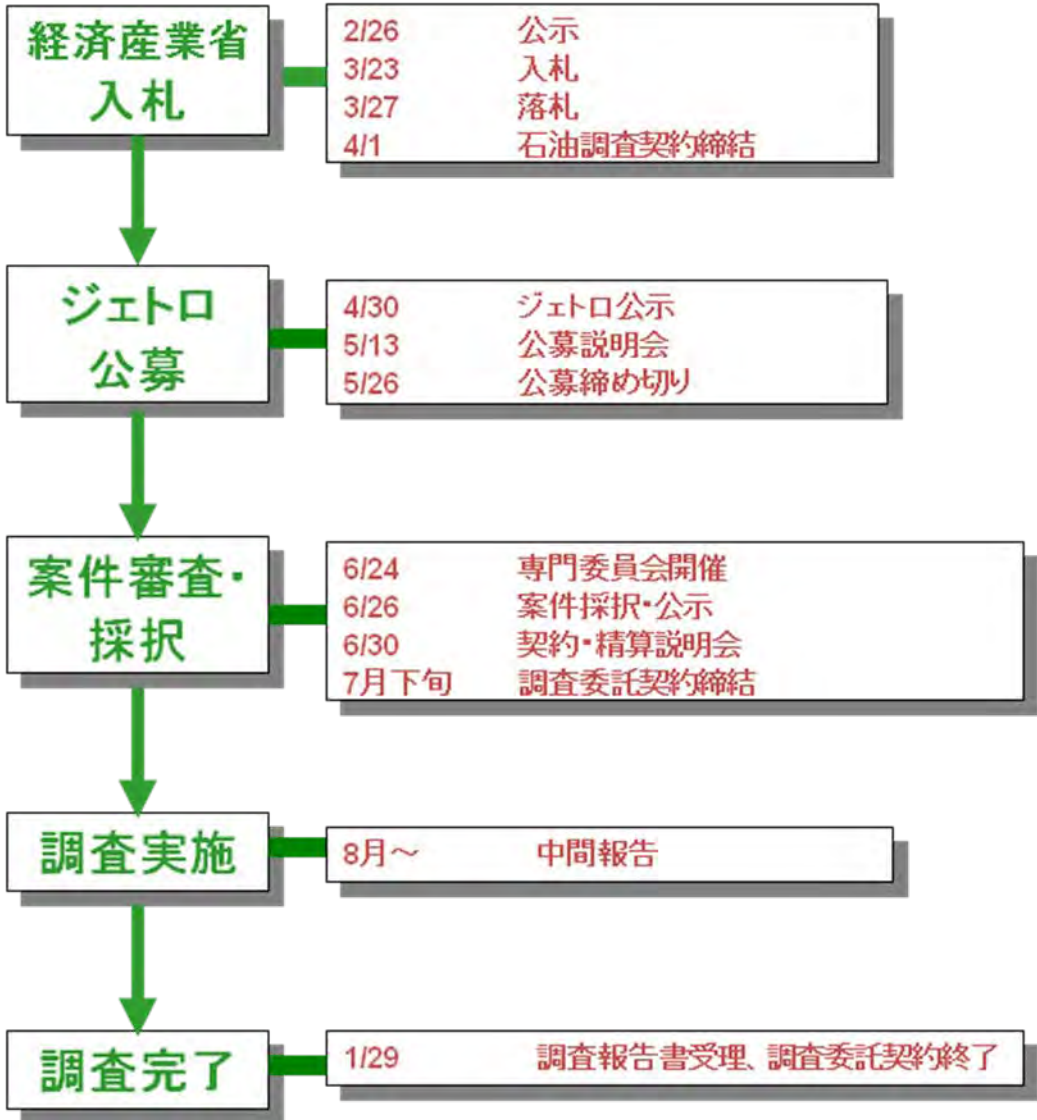 経済産業省
入札
2/26 公示
3/23 入札
3/27 落札
4/1 石油調査契約締結
ジェトロ
公募
4/30 ジェトロ公示
5/13 公募説明会
5/26 公募締め切り
案件審査・
採択
6/24 専門委員会開催
6/26 案件採択・公示
6/30 契約・精算説明会
7月下旬 調査委託契約締結
調査実施
8月～ 中間報告
調査完了
1/29 調査報告書受理、調査委託契約終了